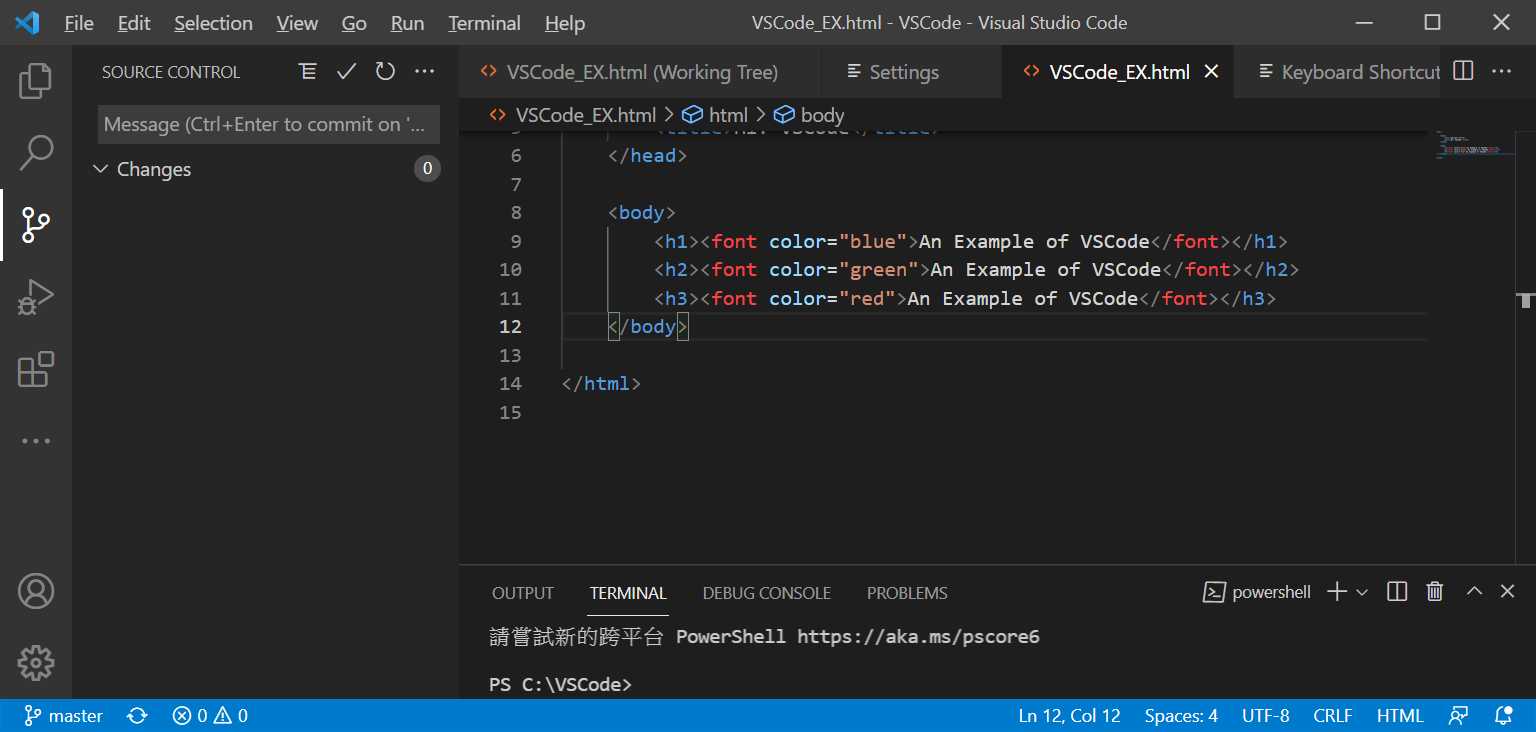 File Edit Selection View Go Run Terminal Help VSCode_EX.html - VSCode - Visual Studio Code
SOURCE CONTROL
Message (Ctrl+Enter to commit on '...
Changes 0
VSCode_EX.html (Working Tree) Settings VSCode_EX.html Keyboard Shortcut
VSCode_EX.html > html > body
6 </head>
7
8 <body>
9 <h1><font color="blue">An Example of VSCode</font></h1>
10 <h2><font color="green">An Example of VSCode</font></h2>
11 <h3><font color="red">An Example of VSCode</font></h3>
12 </body>
13
14 </html>
15
OUTPUT TERMINAL DEBUG CONSOLE PROBLEMS powershell
請嘗試新的跨平台 PowerShell https://aka.ms/pscore6
PS C:\VSCode>
master 0 0 Ln 12, Col 12 Spaces: 4 UTF-8 CRLF HTML